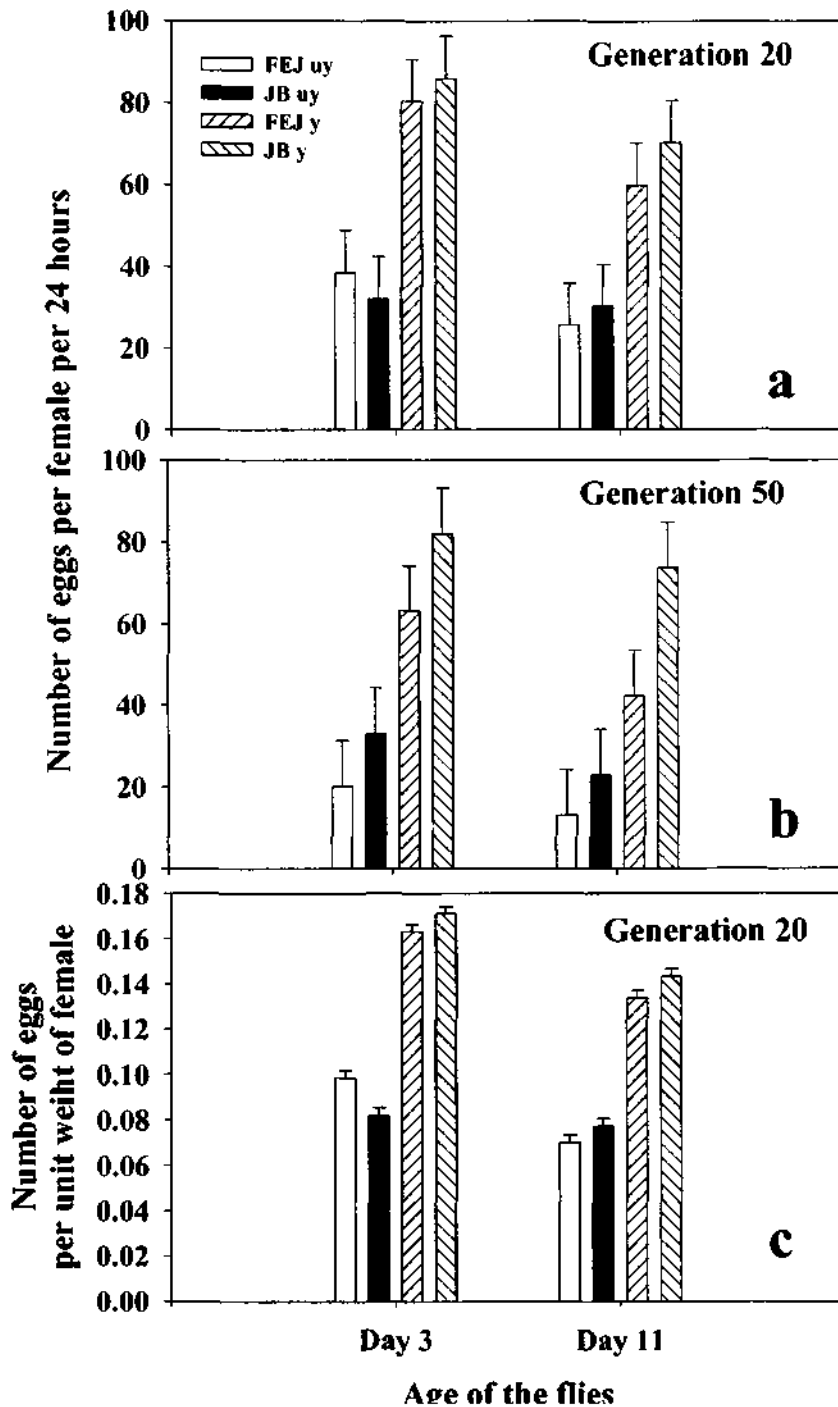 Number of eggs per female per 24 hours
100
80
60
40
20
0
FEJ uy
JB uy
FEJ y
JB y
Generation 20
a
100
80
60
40
20
0
Generation 50
b
Number of eggs
per unit weiht of female
0.18
0.16
0.14
0.12
0.10
0.08
0.06
0.04
0.02
0.00
Generation 20
c
Day 3
Day 11
Age of the flies